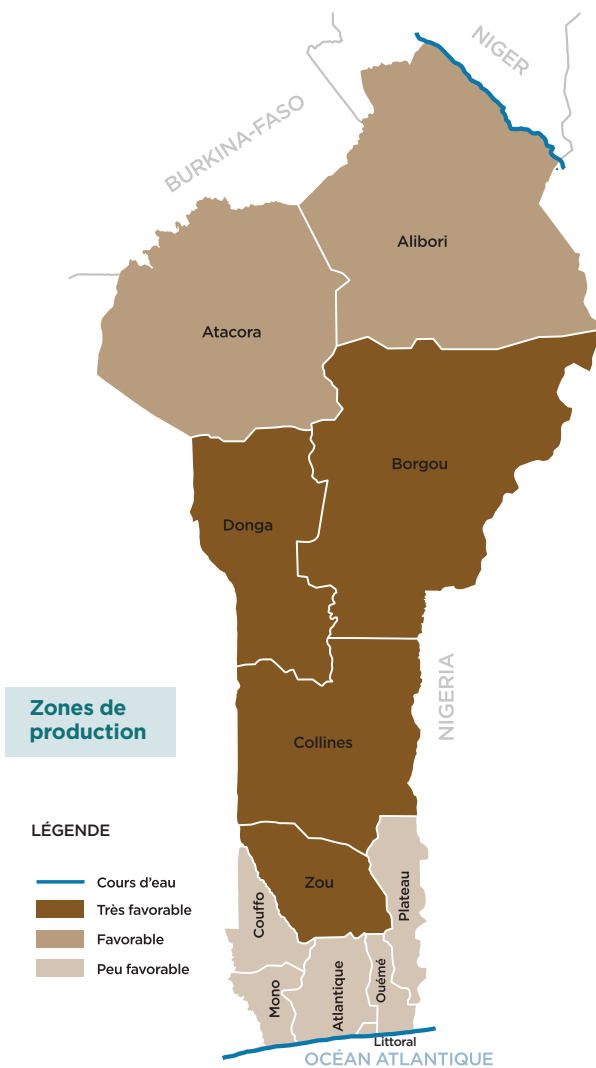 NIGER
BURKINA-FASO
Alibori
Atacora
Borgou
Donga
NIGERIA
Zones de
production
Collines
LÉGENDE
Cours d'eau
Très favorable
Favorable
Peu favorable
Zou
Couffo
Plateau
Mono
Atlantique
Ouémé
Littoral
OCÉAN ATLANTIQUE